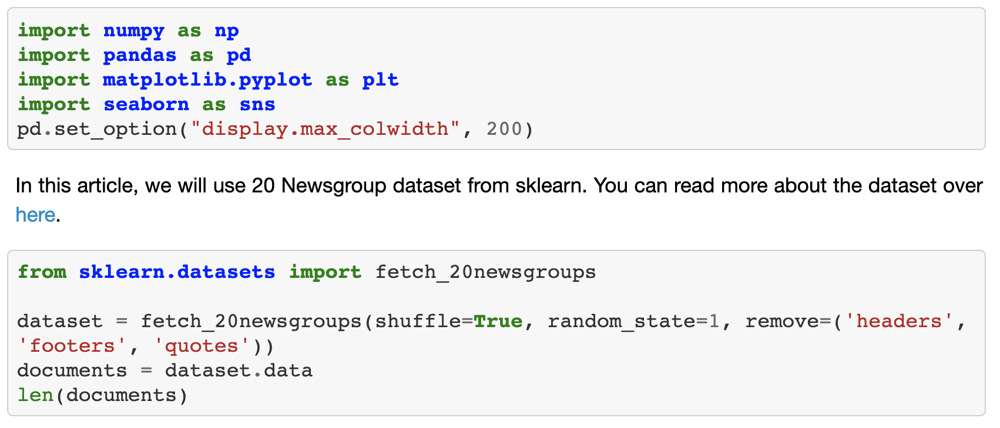 import numpy as np
import pandas as pd
import matplotlib.pyplot as plt
import seaborn as sns
pd.set_option("display.max_colwidth", 200)
In this article, we will use 20 Newsgroup dataset from sklearn. You can read more about the dataset over
here.
from sklearn.datasets import fetch_20newsgroups
dataset = fetch_20newsgroups(shuffle=True, random_state=1, remove=('headers',
'footers', 'quotes'))
documents = dataset.data
len(documents)